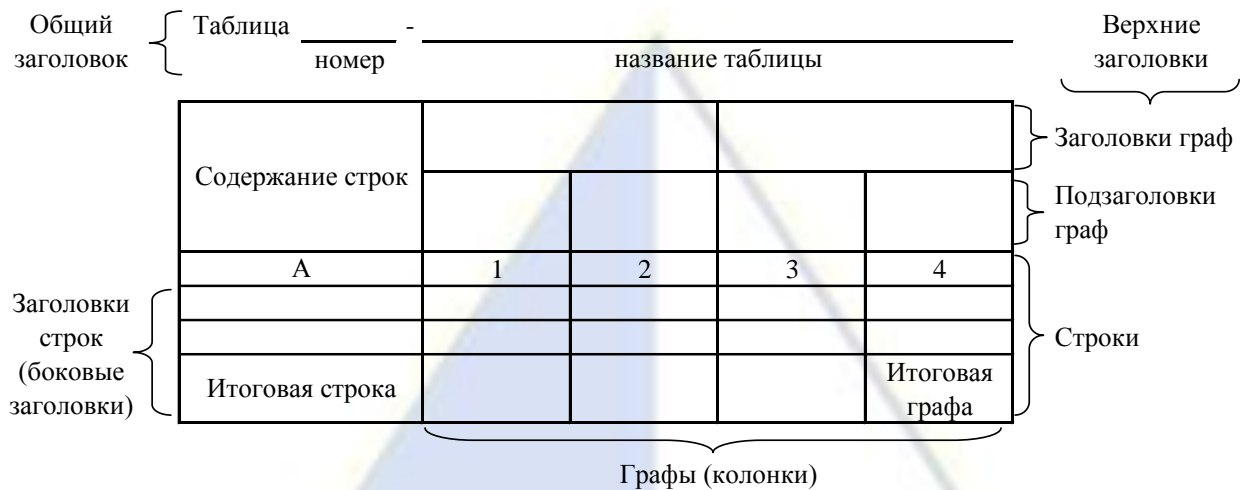 Общий
заголовок
Таблица -
номер
название таблицы
Верхние
заголовки
Содержание строк
Заголовки граф
Подзаголовки
граф
А 1 2 3 4
Заголовки
строк
(боковые
заголовки)
Строки
Итоговая строка
Итоговая
графа
Графы (колонки)